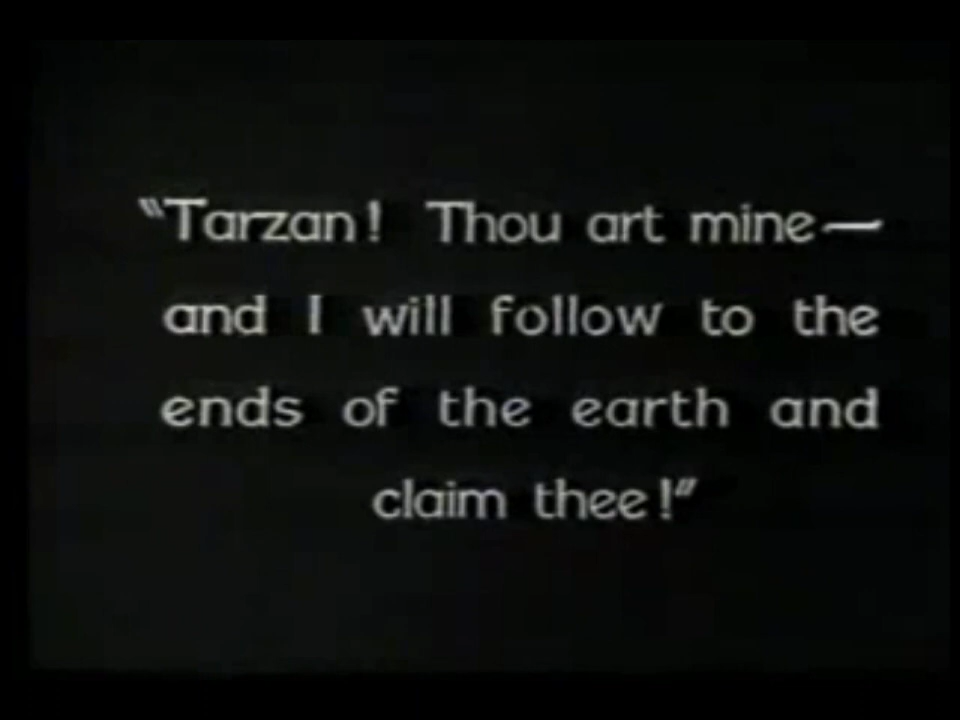 "Tarzan! Thou art mine—
and I will follow to the
ends of the earth and
claim thee!"